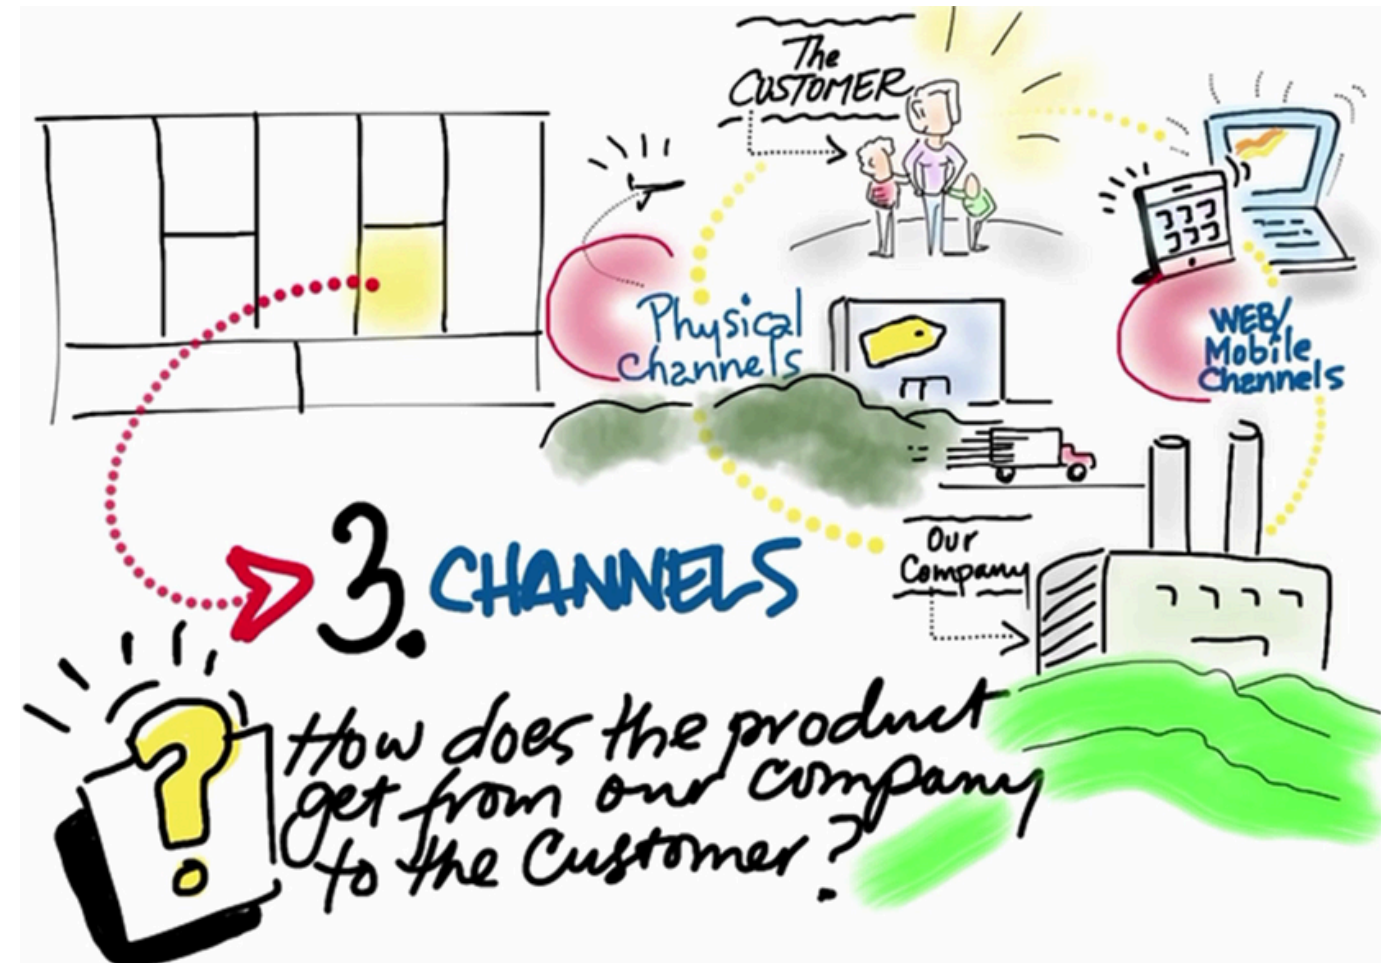 The
CUSTOMER
Physical
Channels
WEB/
Mobile
Channels
Our
Company
3. CHANNELS
How does the product
get from our company
to the Customer?